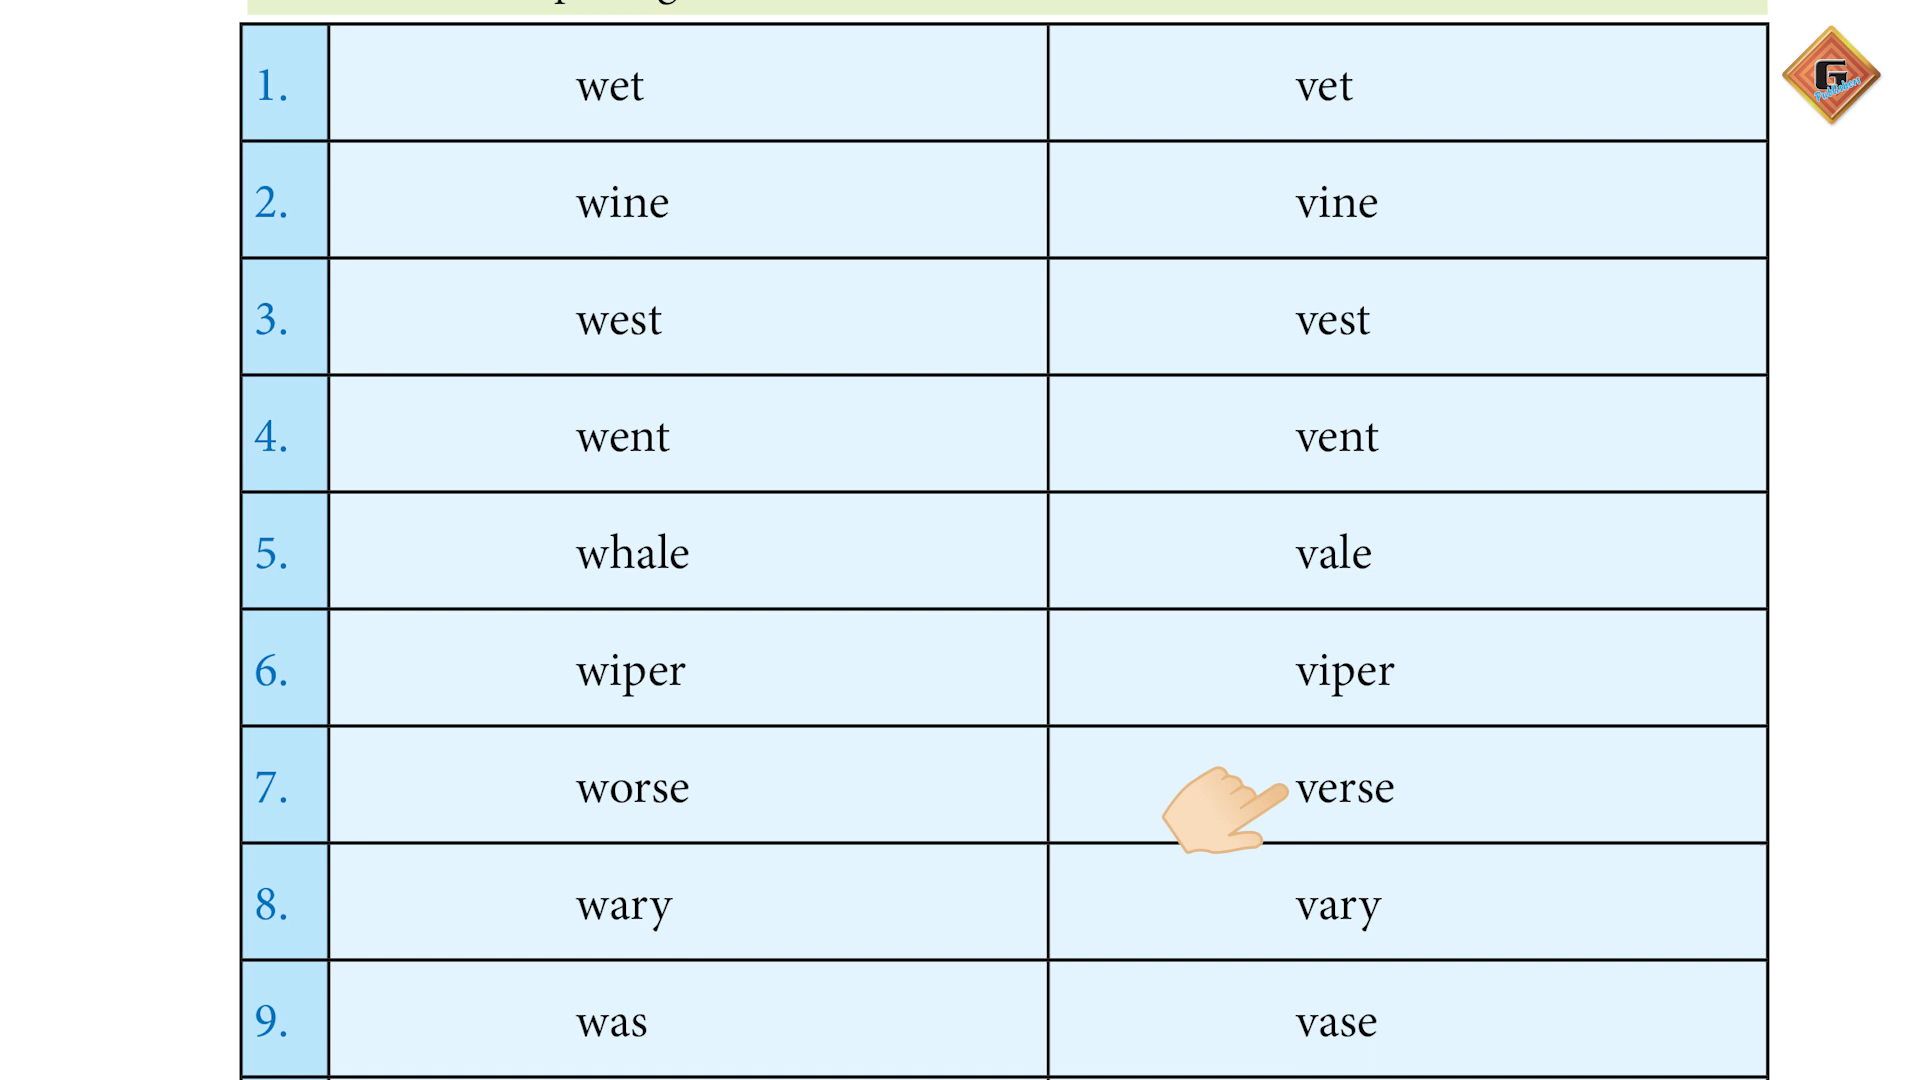 1. wet vet
2. wine vine
3. west vest
4. went vent
5. whale vale
6. wiper viper
7. worse verse
8. wary vary
9. was vase
G
Publishers